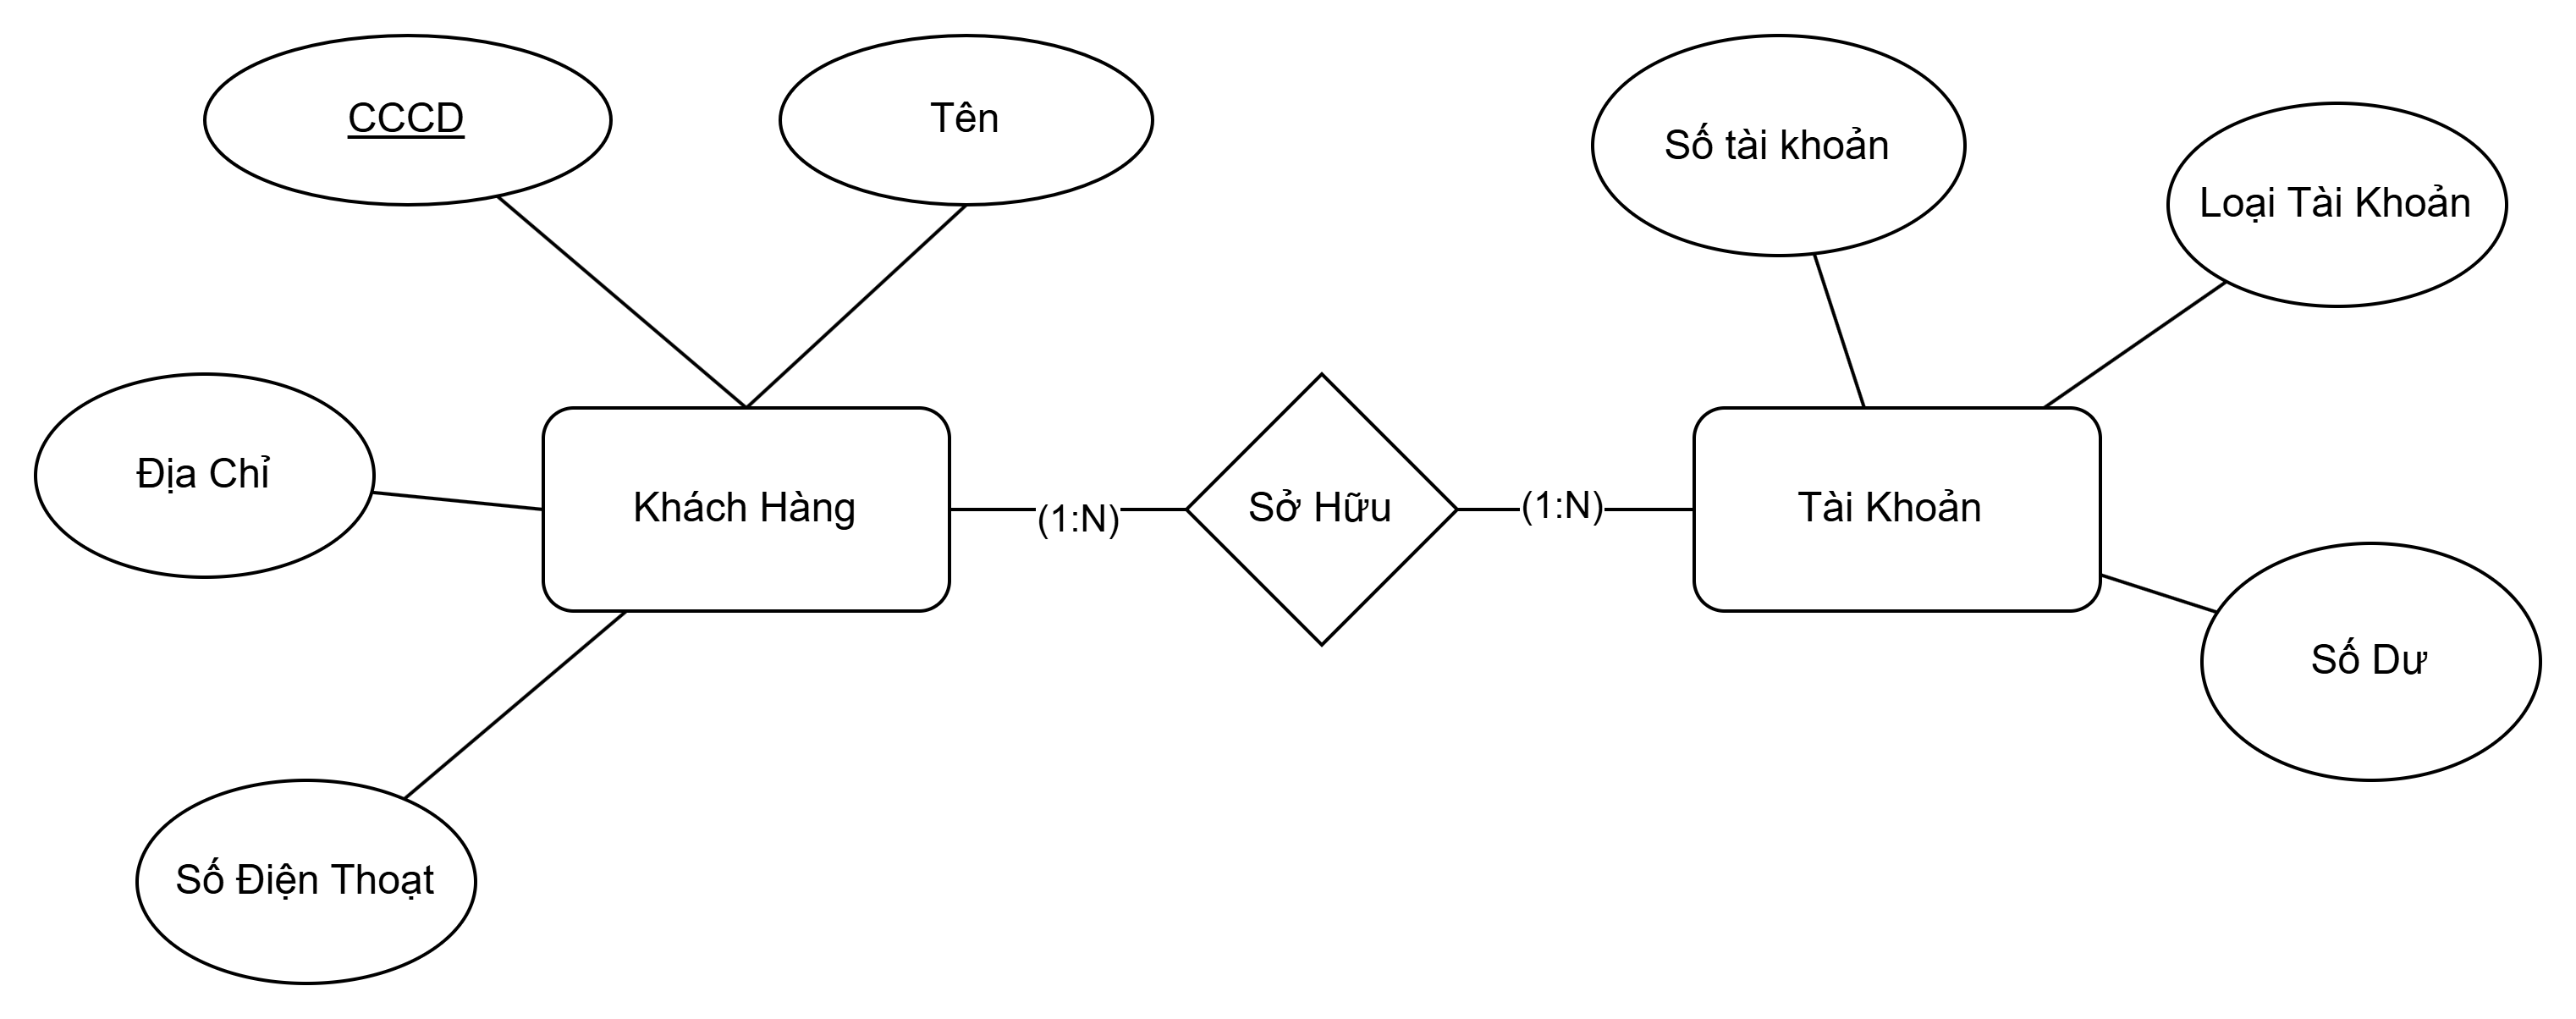 CCCD
Tên
Số tài khoản
Loại Tài Khoản
Địa Chỉ
Khách Hàng
(1:N)
Sở Hữu
(1:N)
Tài Khoản
Số Dư
Số Điện Thoạt